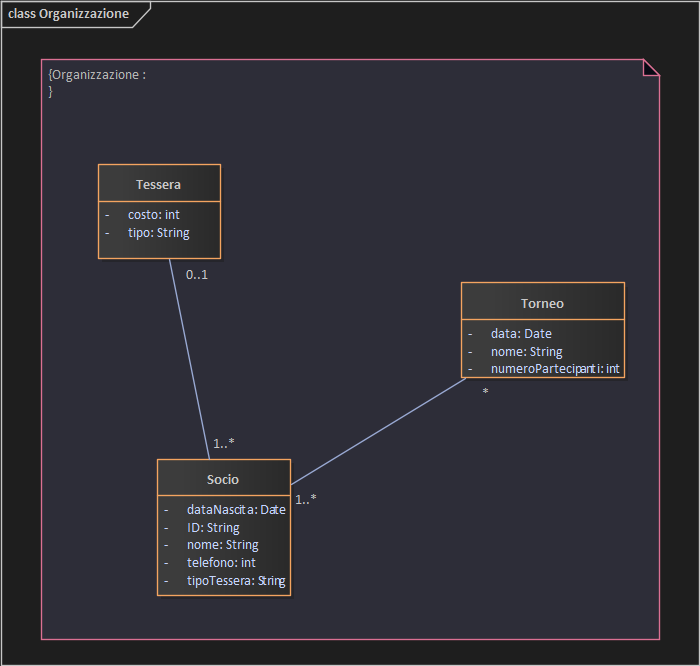 class Organizzazione
{Organizzazione :
}
Tessera
- costo: int
- tipo: String
0..1
Torneo
- data: Date
- nome: String
- numeroPartecipanti: int
*
1..*
Socio
1..*
- dataNascita: Date
- ID: String
- nome: String
- telefono: int
- tipoTessera: String